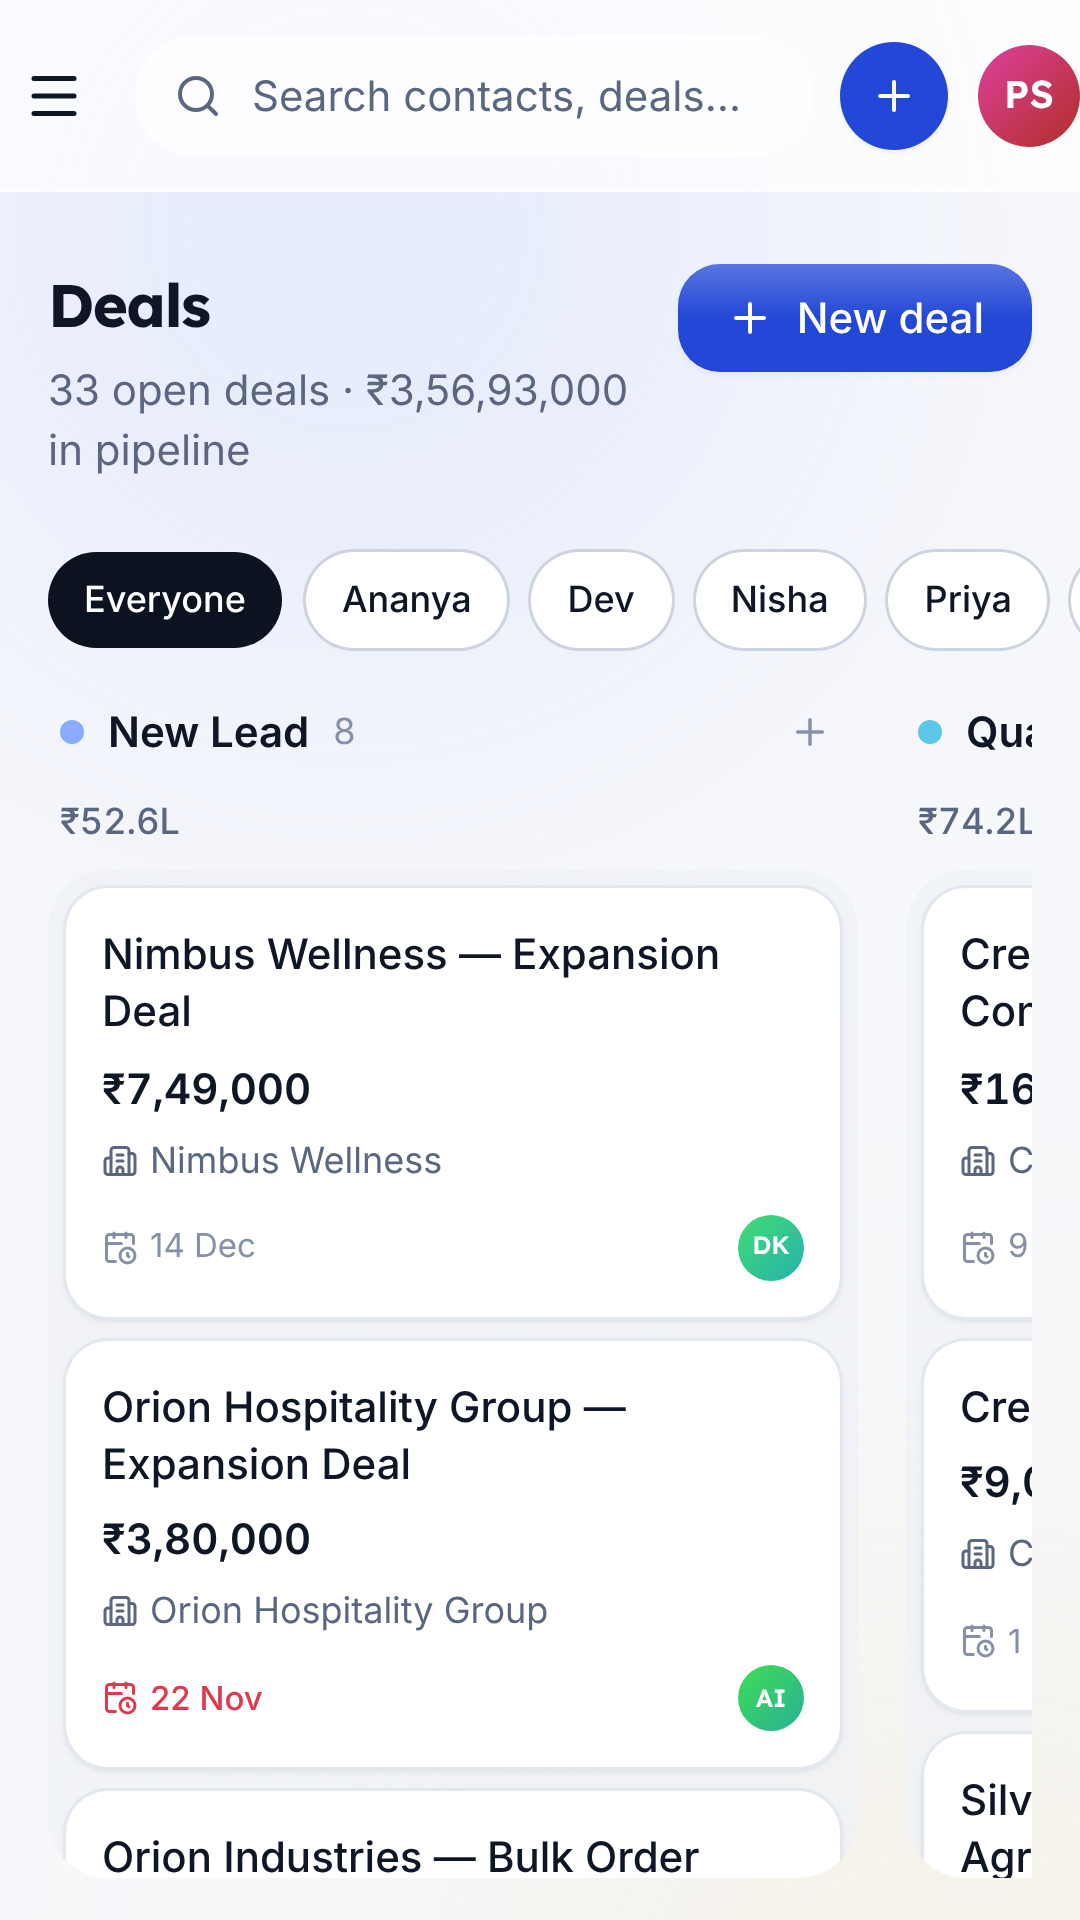 Search contacts, deals...
PS
Deals
New deal
33 open deals · ₹3,56,93,000
in pipeline
Everyone
Ananya
Dev
Nisha
Priya
New Lead 8
₹52.6L
₹74.2L
Nimbus Wellness — Expansion
Deal
₹7,49,000
Nimbus Wellness
14 Dec
DK
Orion Hospitality Group —
Expansion Deal
₹3,80,000
Orion Hospitality Group
22 Nov
AI
Orion Industries — Bulk Order